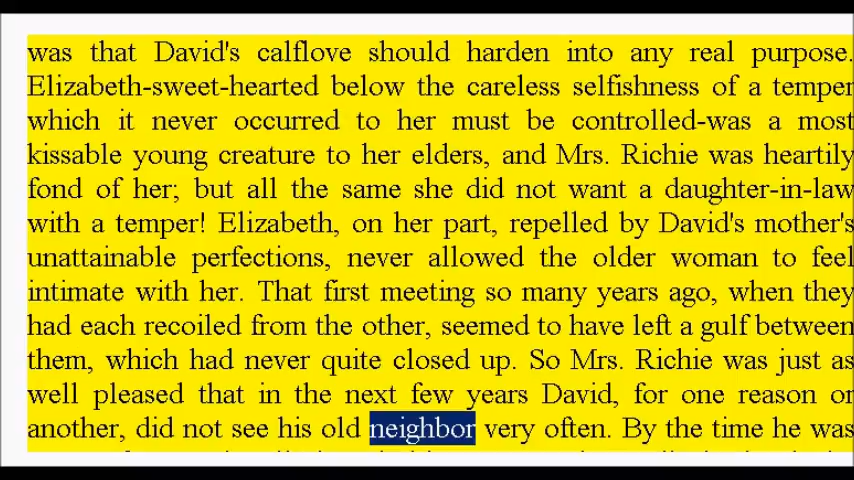 was that David's calflove should harden into any real purpose.
Elizabeth-sweet-hearted below the careless selfishness of a temper
which it never occurred to her must be controlled-was a most
kissable young creature to her elders, and Mrs. Richie was heartily
fond of her; but all the same she did not want a daughter-in-law
with a temper! Elizabeth, on her part, repelled by David's mother's
unattainable perfections, never allowed the older woman to feel
intimate with her. That first meeting so many years ago, when they
had each recoiled from the other, seemed to have left a gulf between
them, which had never quite closed up. So Mrs. Richie was just as
well pleased that in the next few years David, for one reason or
another, did not see his old neighbor very often. By the time he was